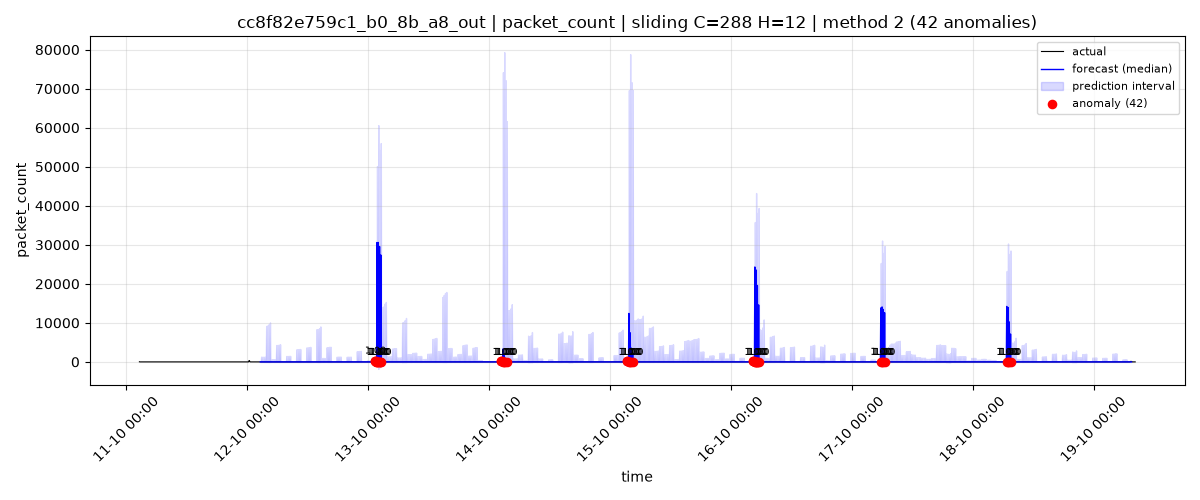 cc8f82e759c1_b0_8b_a8_out | packet_count | sliding C=288 H=12 | method 2 (42 anomalies)
actual
forecast (median)
prediction interval
anomaly (42)
packet_count
80000
70000
60000
50000
40000
30000
20000
10000
0
11-10 00:00
12-10 00:00
13-10 00:00
14-10 00:00
15-10 00:00
16-10 00:00
17-10 00:00
18-10 00:00
19-10 00:00
time